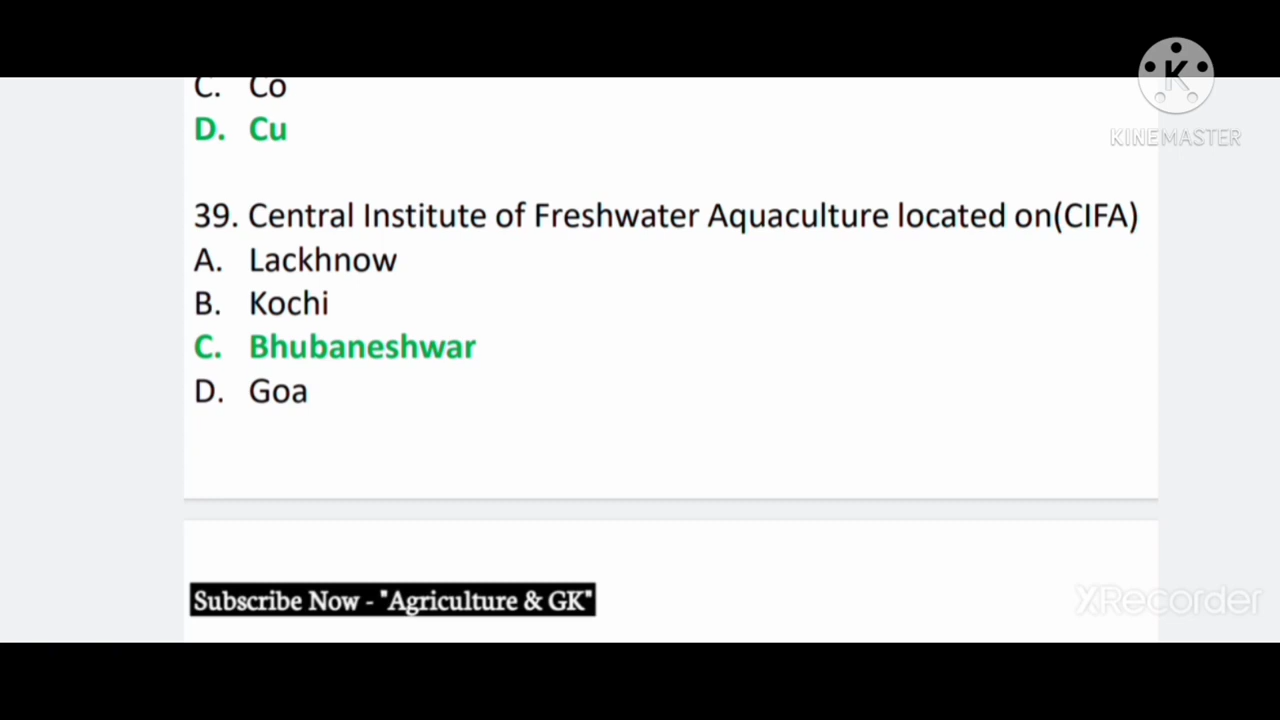 C. Co
D. Cu
39. Central Institute of Freshwater Aquaculture located on(CIFA)
A. Lackhnow
B. Kochi
C. Bhubaneshwar
D. Goa
Subscribe Now - "Agriculture & GK"
K
KINEMASTER
XRecorder